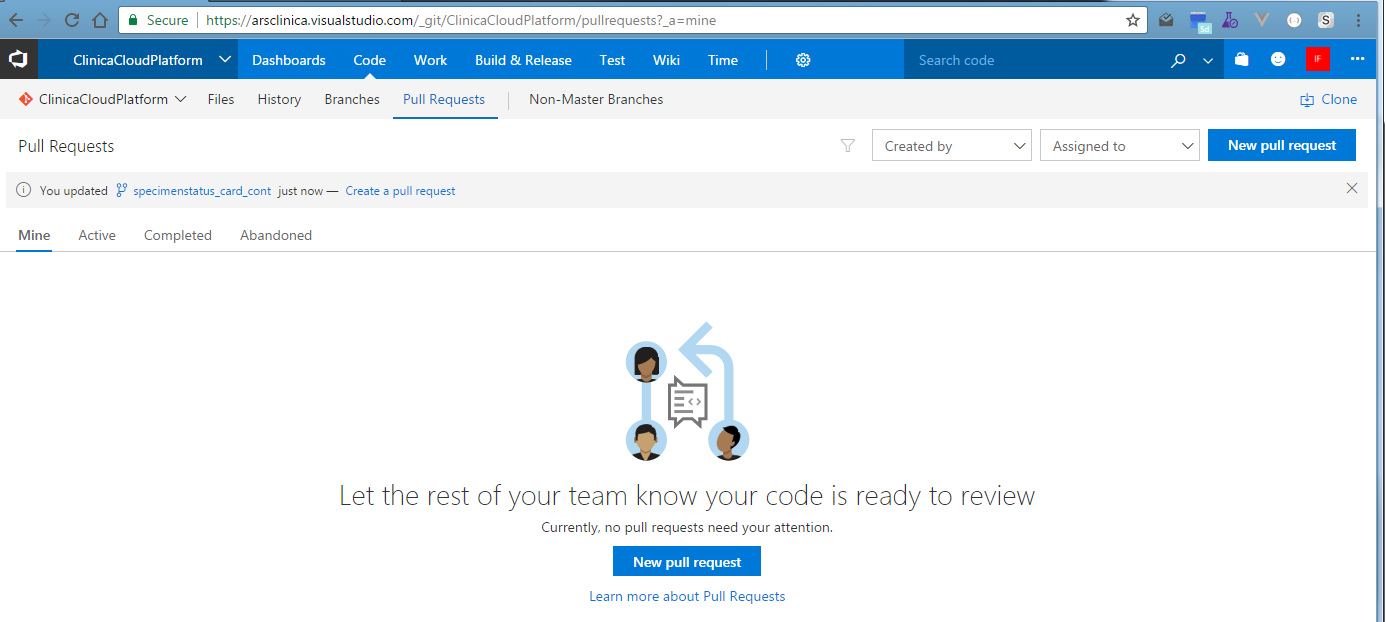 Secure https://arsclinica.visualstudio.com/_git/ClinicaCloudPlatform/pullrequests?_a=mine Sd S
ClinicaCloudPlatform Dashboards Code Work Build & Release Test Wiki Time Search code IF
ClinicaCloudPlatform Files History Branches Pull Requests Non-Master Branches Clone
Pull Requests Created by Assigned to New pull request
You updated specimenstatus_card_cont just now — Create a pull request
Mine Active Completed Abandoned
Let the rest of your team know your code is ready to review
Currently, no pull requests need your attention.
New pull request
Learn more about Pull Requests